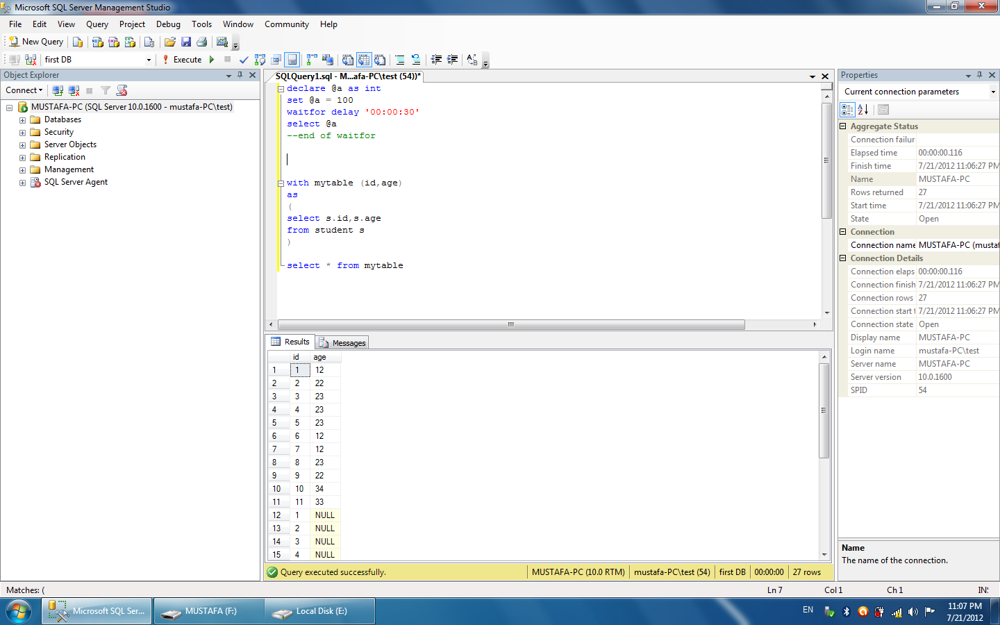 Microsoft SQL Server Management Studio
File Edit View Query Project Debug Tools Window Community Help
New Query
first DB Execute
Object Explorer
Connect
MUSTAFA-PC (SQL Server 10.0.1600 - mustafa-PC\test)
Databases
Security
Server Objects
Replication
Management
SQL Server Agent
SQLQuery1.sql - M...afa-PC\test (54))*
declare @a as int
set @a = 100
waitfor delay '00:00:30'
select @a
--end of waitfor
with mytable (id,age)
as
(
select s.id,s.age
from student s
)
select * from mytable
Results Messages
id age
1 1 12
2 2 22
3 3 23
4 4 23
5 5 23
6 6 12
7 7 12
8 8 23
9 9 22
10 10 34
11 11 33
12 1 NULL
13 2 NULL
14 3 NULL
15 4 NULL
Query executed successfully. MUSTAFA-PC (10.0 RTM) mustafa-PC\test (54) first DB 00:00:00 27 rows
Properties
Current connection parameters
Aggregate Status
Connection failur
Elapsed time 00:00:00.116
Finish time 7/21/2012 11:06:27 PM
Name MUSTAFA-PC
Rows returned 27
Start time 7/21/2012 11:06:27 PM
State Open
Connection
Connection name MUSTAFA-PC (mustaf
Connection Details
Connection elaps 00:00:00.116
Connection finish 7/21/2012 11:06:27 PM
Connection rows 27
Connection start t 7/21/2012 11:06:27 PM
Connection state Open
Display name MUSTAFA-PC
Login name mustafa-PC\test
Server name MUSTAFA-PC
Server version 10.0.1600
SPID 54
Name
The name of the connection.
Matches: ( Ln 7 Col 1 Ch 1 INS
Microsoft SQL Ser... MUSTAFA (F:) Local Disk (E:) EN 11:07 PM
7/21/2012